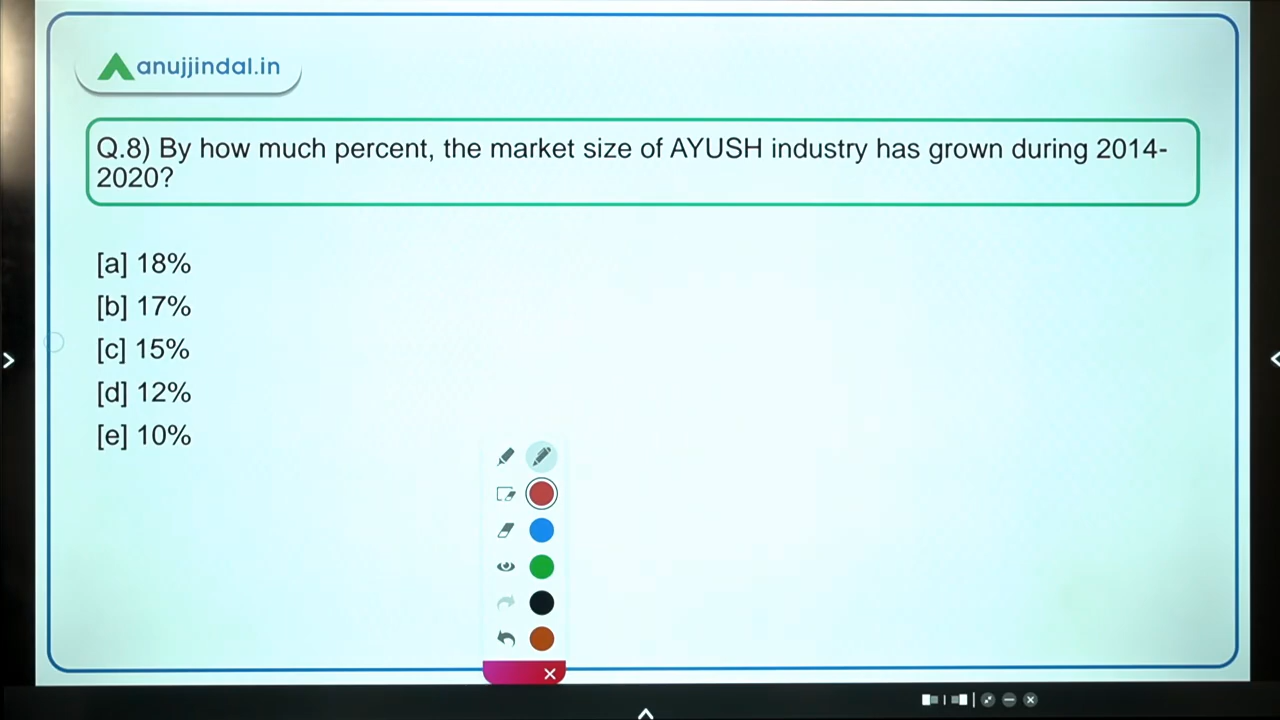 anujjindal.in
Q.8) By how much percent, the market size of AYUSH industry has grown during 2014-
2020?
[a] 18%
[b] 17%
[c] 15%
[d] 12%
[e] 10%